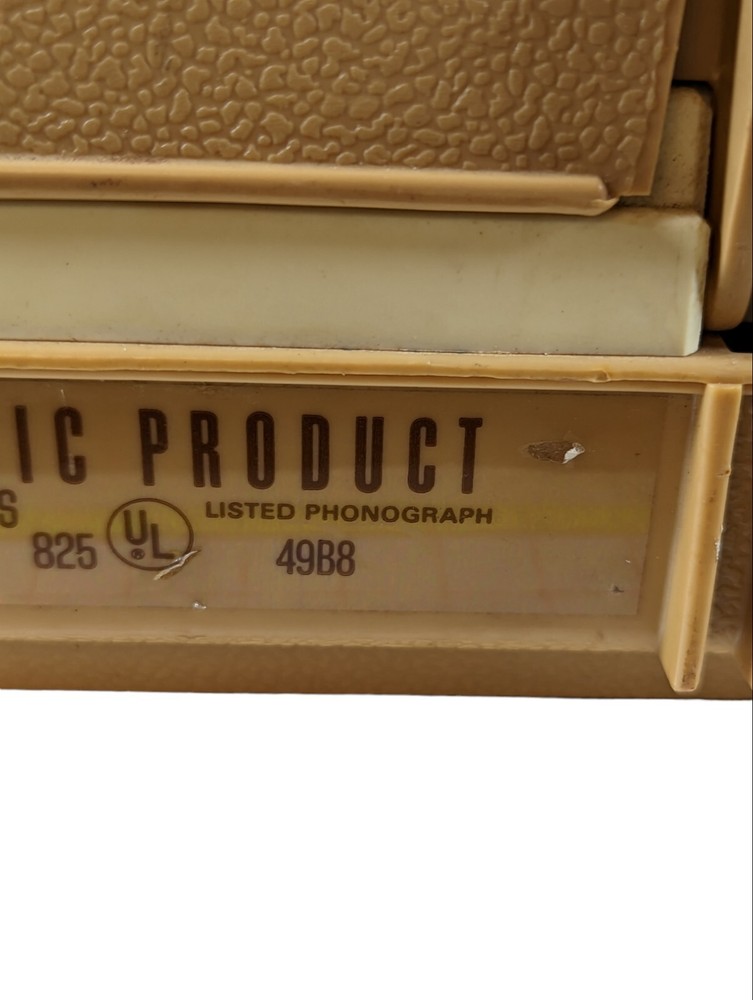 IC PRODUCT
S
LISTED PHONOGRAPH
825 UL® 49B8